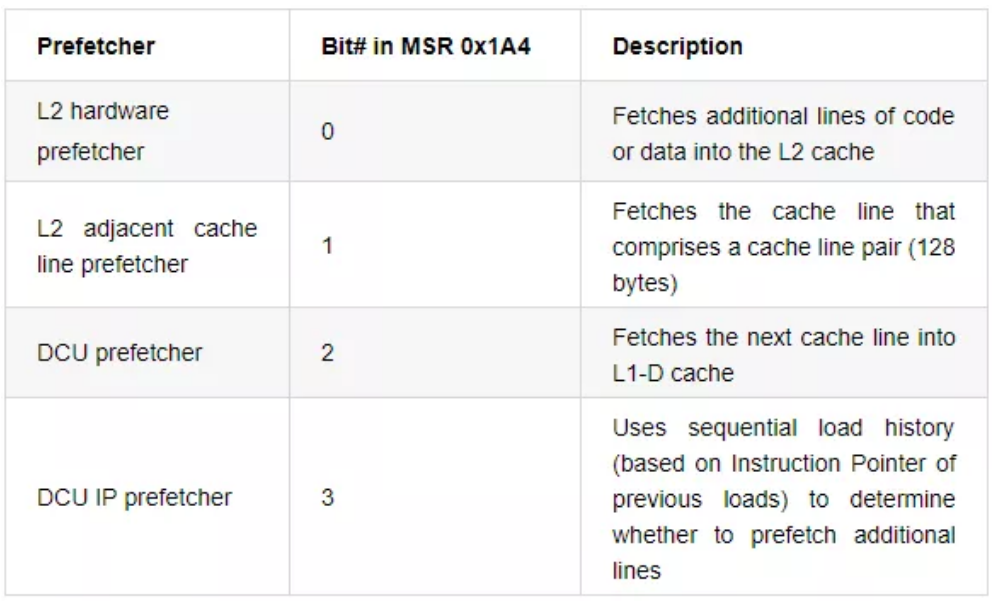 Prefetcher
Bit# in MSR 0x1A4
Description
L2 hardware
prefetcher
0
Fetches additional lines of code
or data into the L2 cache
L2 adjacent cache
line prefetcher
1
Fetches the cache line that
comprises a cache line pair (128
bytes)
DCU prefetcher
2
Fetches the next cache line into
L1-D cache
DCU IP prefetcher
3
Uses sequential load history
(based on Instruction Pointer of
previous loads) to determine
whether to prefetch additional
lines